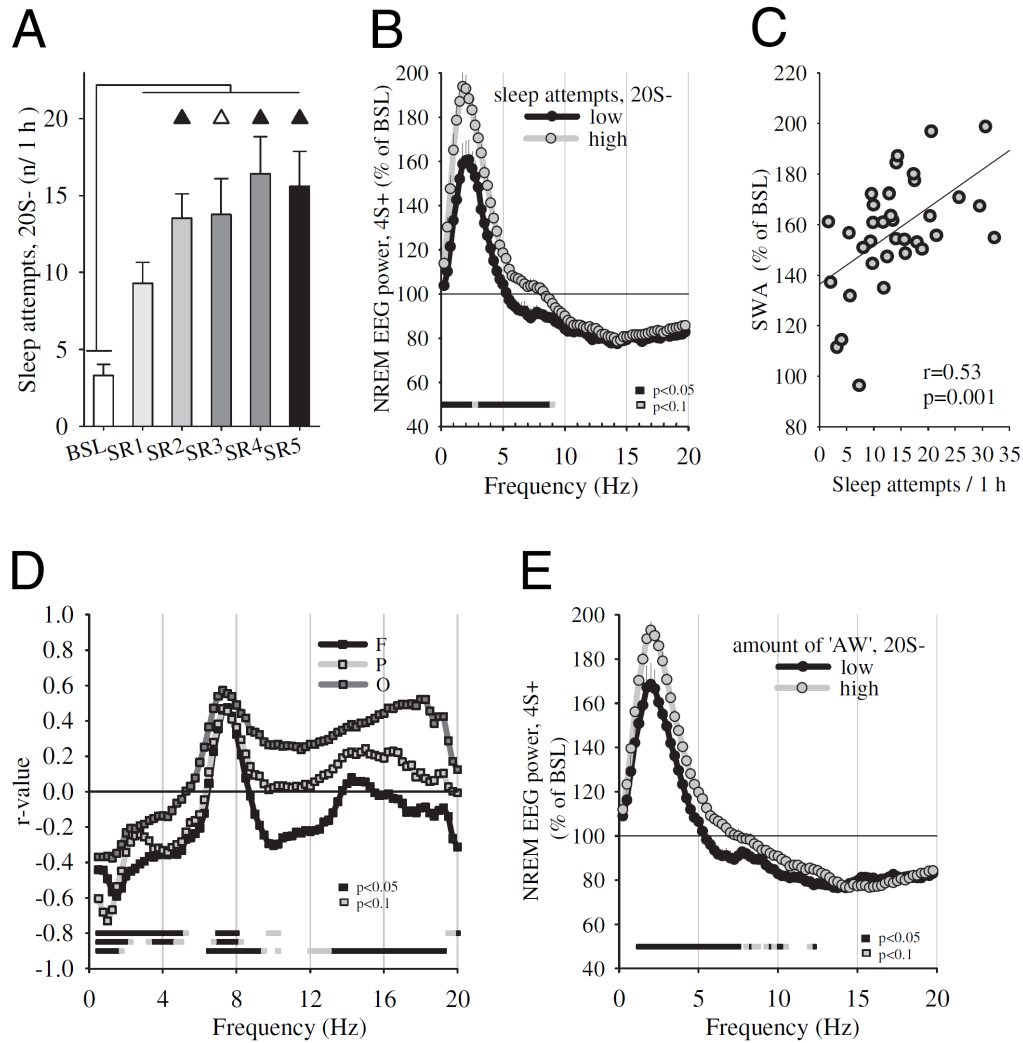 A
Sleep attempts, 20S- (n/ 1 h )
20
15
10
5
0
BSL
SR1
SR2
SR3
SR4
SR5
B
NREM EEG power, 4S+ (% of BSL)
200
180
160
140
120
100
80
60
40
sleep attempts, 20S-
low
high
p<0.05
p<0.1
0 5 10 15 20
Frequency (Hz)
C
SWA (% of BSL)
220
200
180
160
140
120
100
80
r=0.53
p=0.001
0 5 10 15 20 25 30 35
Sleep attempts / 1 h
D
r-value
1.0
0.8
0.6
0.4
0.2
0.0
-0.2
-0.4
-0.6
-0.8
-1.0
F
P
O
p<0.05
p<0.1
0 4 8 12 16 20
Frequency (Hz)
E
NREM EEG power, 4S+
(% of BSL)
200
180
160
140
120
100
80
60
40
amount of 'AW', 20S-
low
high
p<0.05
p<0.1
0 5 10 15 20
Frequency (Hz)